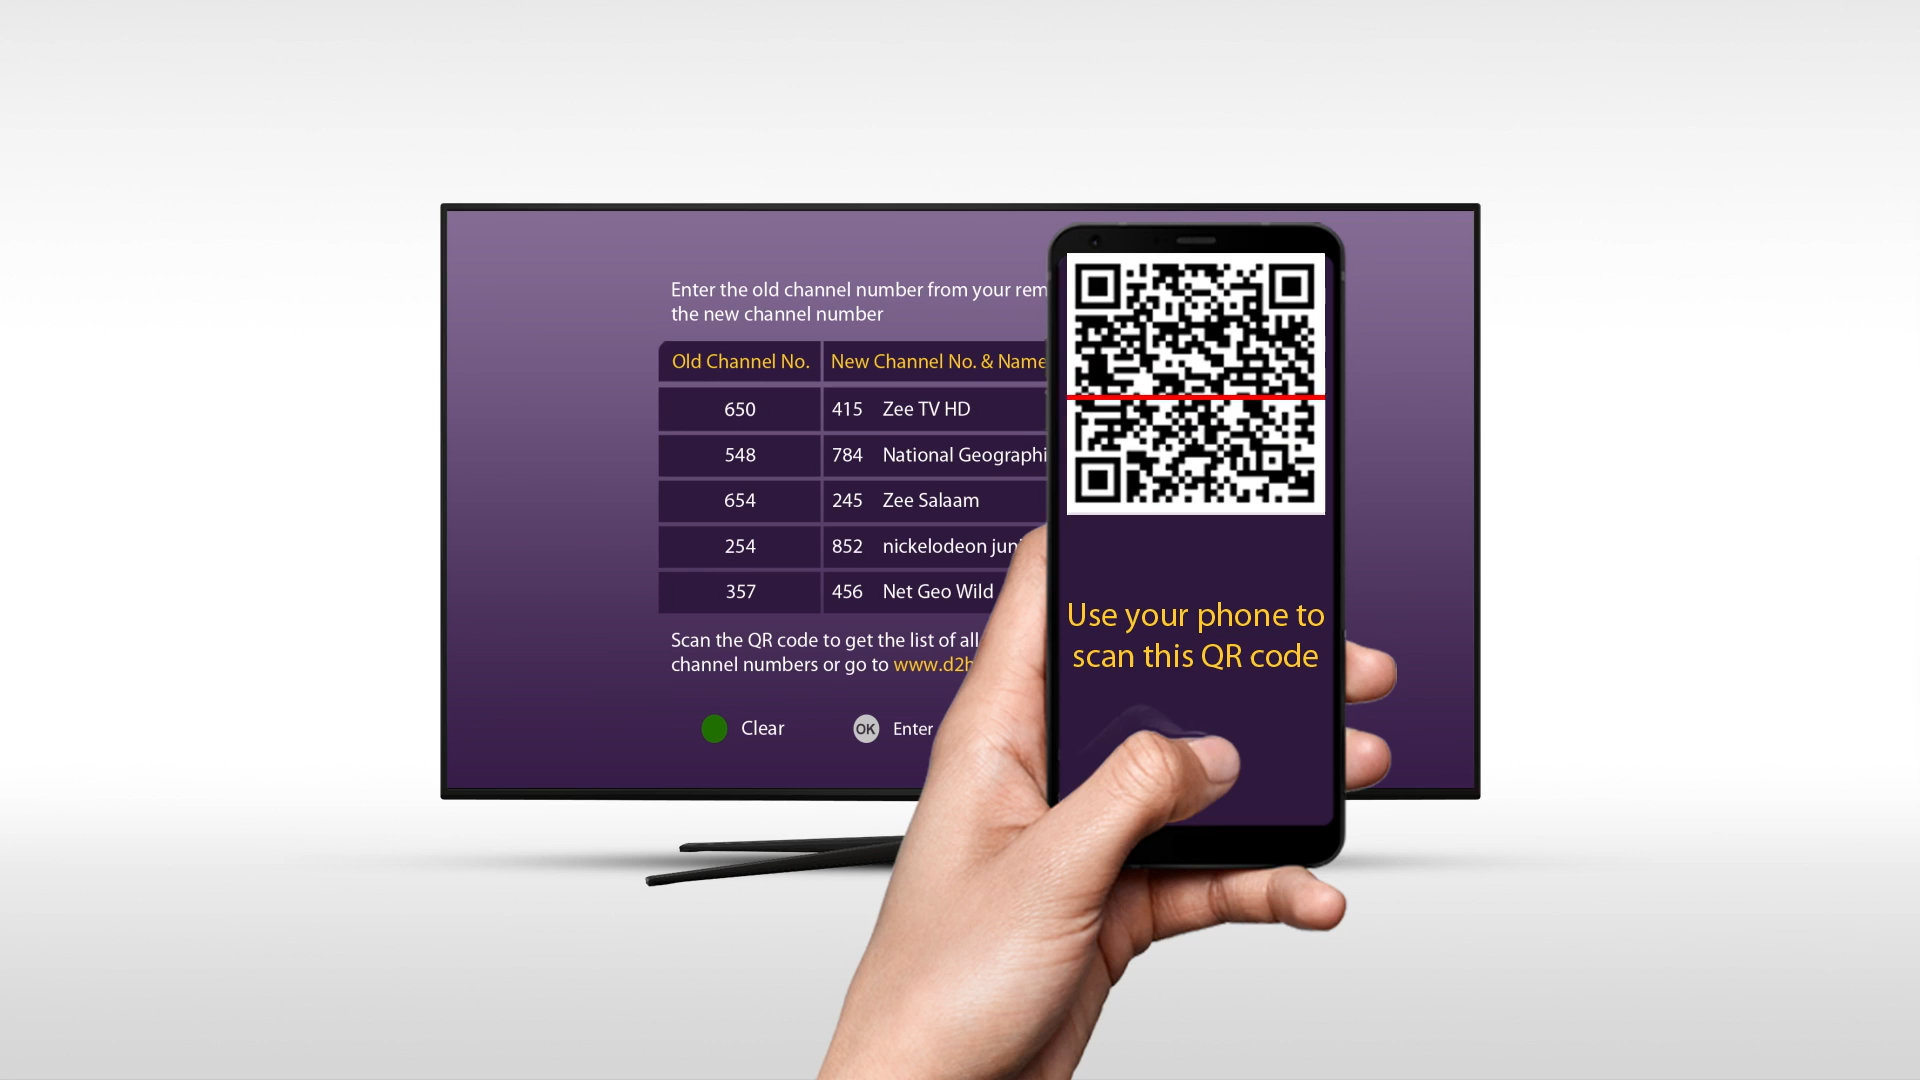 Enter the old channel number from your rem
the new channel number
Old Channel No. New Channel No. & Name
650 415 Zee TV HD
548 784 National Geographi
654 245 Zee Salaam
254 852 nickelodeon jun
357 456 Net Geo Wild
Scan the QR code to get the list of all
channel numbers or go to www.d2h
Clear OK Enter
Use your phone to
scan this QR code